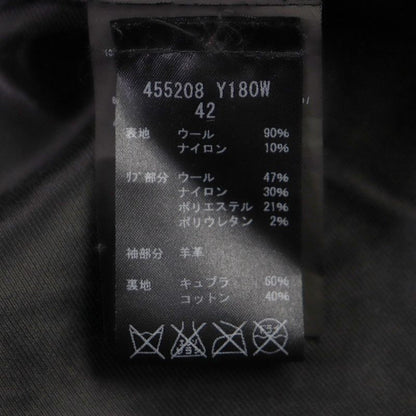 455208 Y180W
42
表地 ウール 90%
ナイロン 10%
リブ部分 ウール 47%
ナイロン 30%
ポリエステル 21%
ポリウレタン 2%
袖部分 羊革
裏地 キュプラ 60%
コットン 40%
ドライ